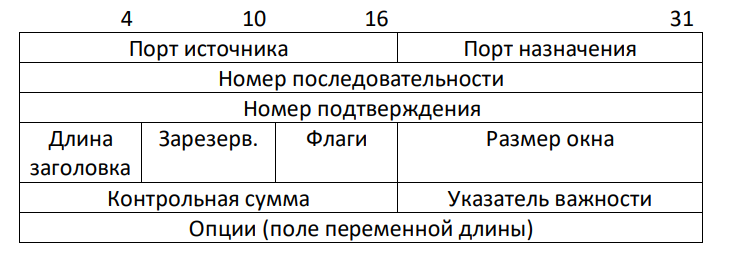 4 10 16 31
Порт источника Порт назначения
Номер последовательности
Номер подтверждения
Длина Зарезерв. Флаги Размер окна
заголовка
Контрольная сумма Указатель важности
Опции (поле переменной длины)